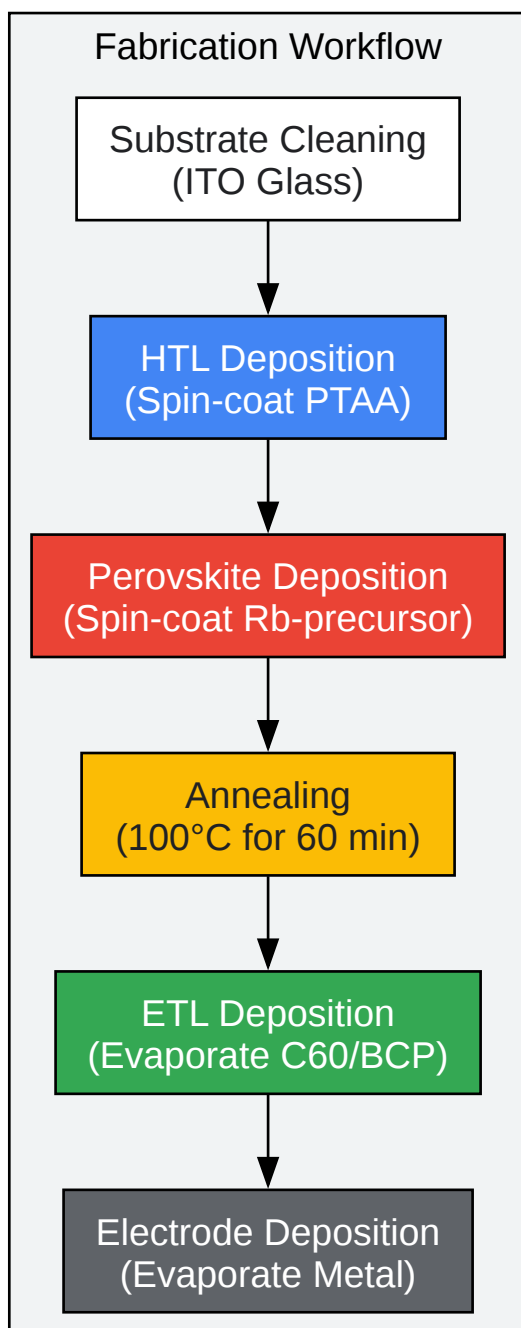 Fabrication Workflow
Substrate Cleaning
(ITO Glass)
HTL Deposition
(Spin-coat PTAA)
Perovskite Deposition
(Spin-coat Rb-precursor)
Annealing
(100°C for 60 min)
ETL Deposition
(Evaporate C60/BCP)
Electrode Deposition
(Evaporate Metal)